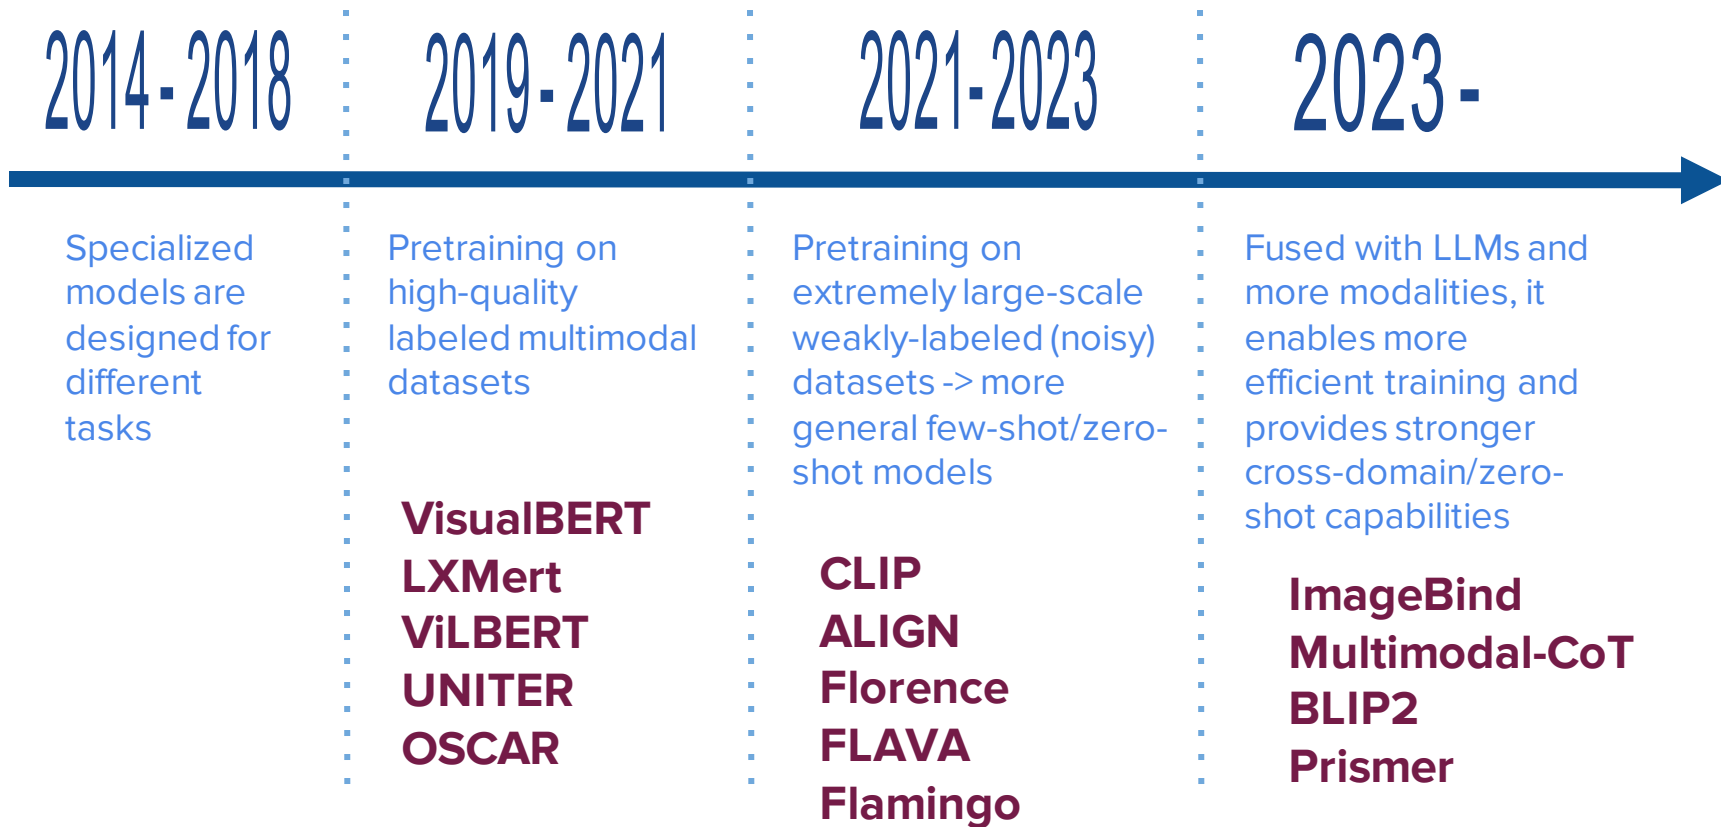 2014 - 2018
Specialized
models are
designed for
different
tasks
2019 - 2021
Pretraining on
high-quality
labeled multimodal
datasets
VisualBERT
LXMert
ViLBERT
UNITER
OSCAR
2021-2023
Pretraining on
extremely large-scale
weakly-labeled (noisy)
datasets -> more
general few-shot/zero-
shot models
CLIP
ALIGN
Florence
FLAVA
Flamingo
2023 -
Fused with LLMs and
more modalities, it
enables more
efficient training and
provides stronger
cross-domain/zero-
shot capabilities
ImageBind
Multimodal-CoT
BLIP2
Prismer